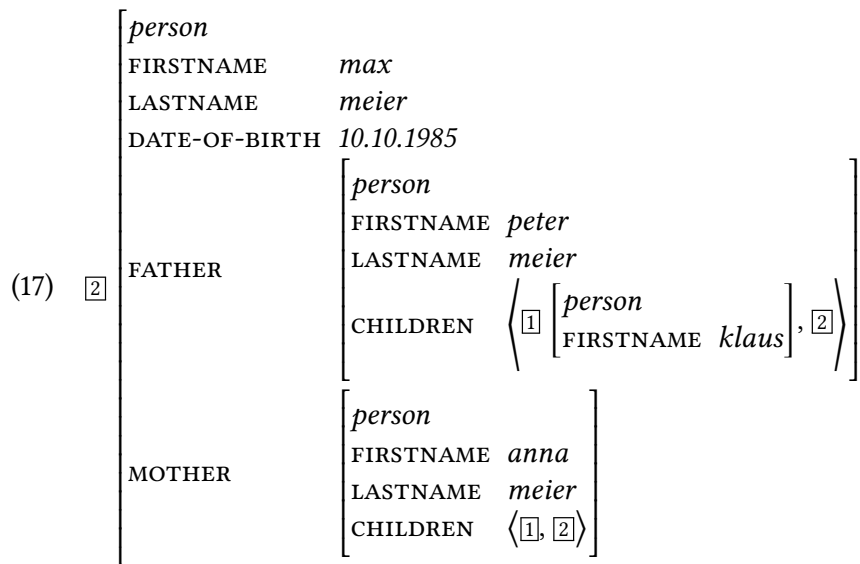 person
FIRSTNAME max
LASTNAME meier
DATE-OF-BIRTH 10.10.1985
person
FIRSTNAME peter
LASTNAME meier
(17) 2 FATHER
CHILDREN ⟨ 1 [person
FIRSTNAME klaus], 2 ⟩
person
FIRSTNAME anna
LASTNAME meier
MOTHER
CHILDREN ⟨1, 2⟩